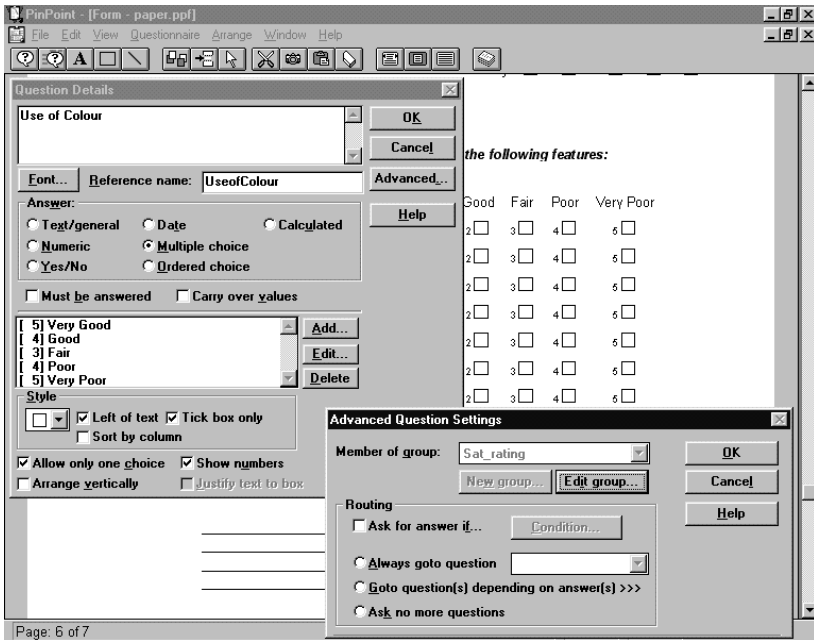 PinPoint - [Form - paper.ppf]
File Edit View Questionnaire Arrange Window Help
Question Details
Use of Colour
OK
Cancel
Font... Reference name: UseofColour
Advanced...
Help
Answer:
Text/general Date Calculated
Numeric Multiple choice
Yes/No Ordered choice
Must be answered Carry over values
[ 5] Very Good
[ 4] Good
[ 3] Fair
[ 4] Poor
[ 5] Very Poor
Add...
Edit...
Delete
Style
Left of text Tick box only
Sort by column
Allow only one choice Show numbers
Arrange vertically Justify text to box
the following features:
Good Fair Poor Very Poor
2 3 4 5
2 3 4 5
2 3 4 5
2 3 4 5
2 3 4 5
2 3 4 5
2 3 4 5
Advanced Question Settings
Member of group: Sat_rating OK
New group... Edit group... Cancel
Help
Routing
Ask for answer if... Condition...
Always goto question
Goto question(s) depending on answer(s) >>>
Ask no more questions
Page: 6 of 7